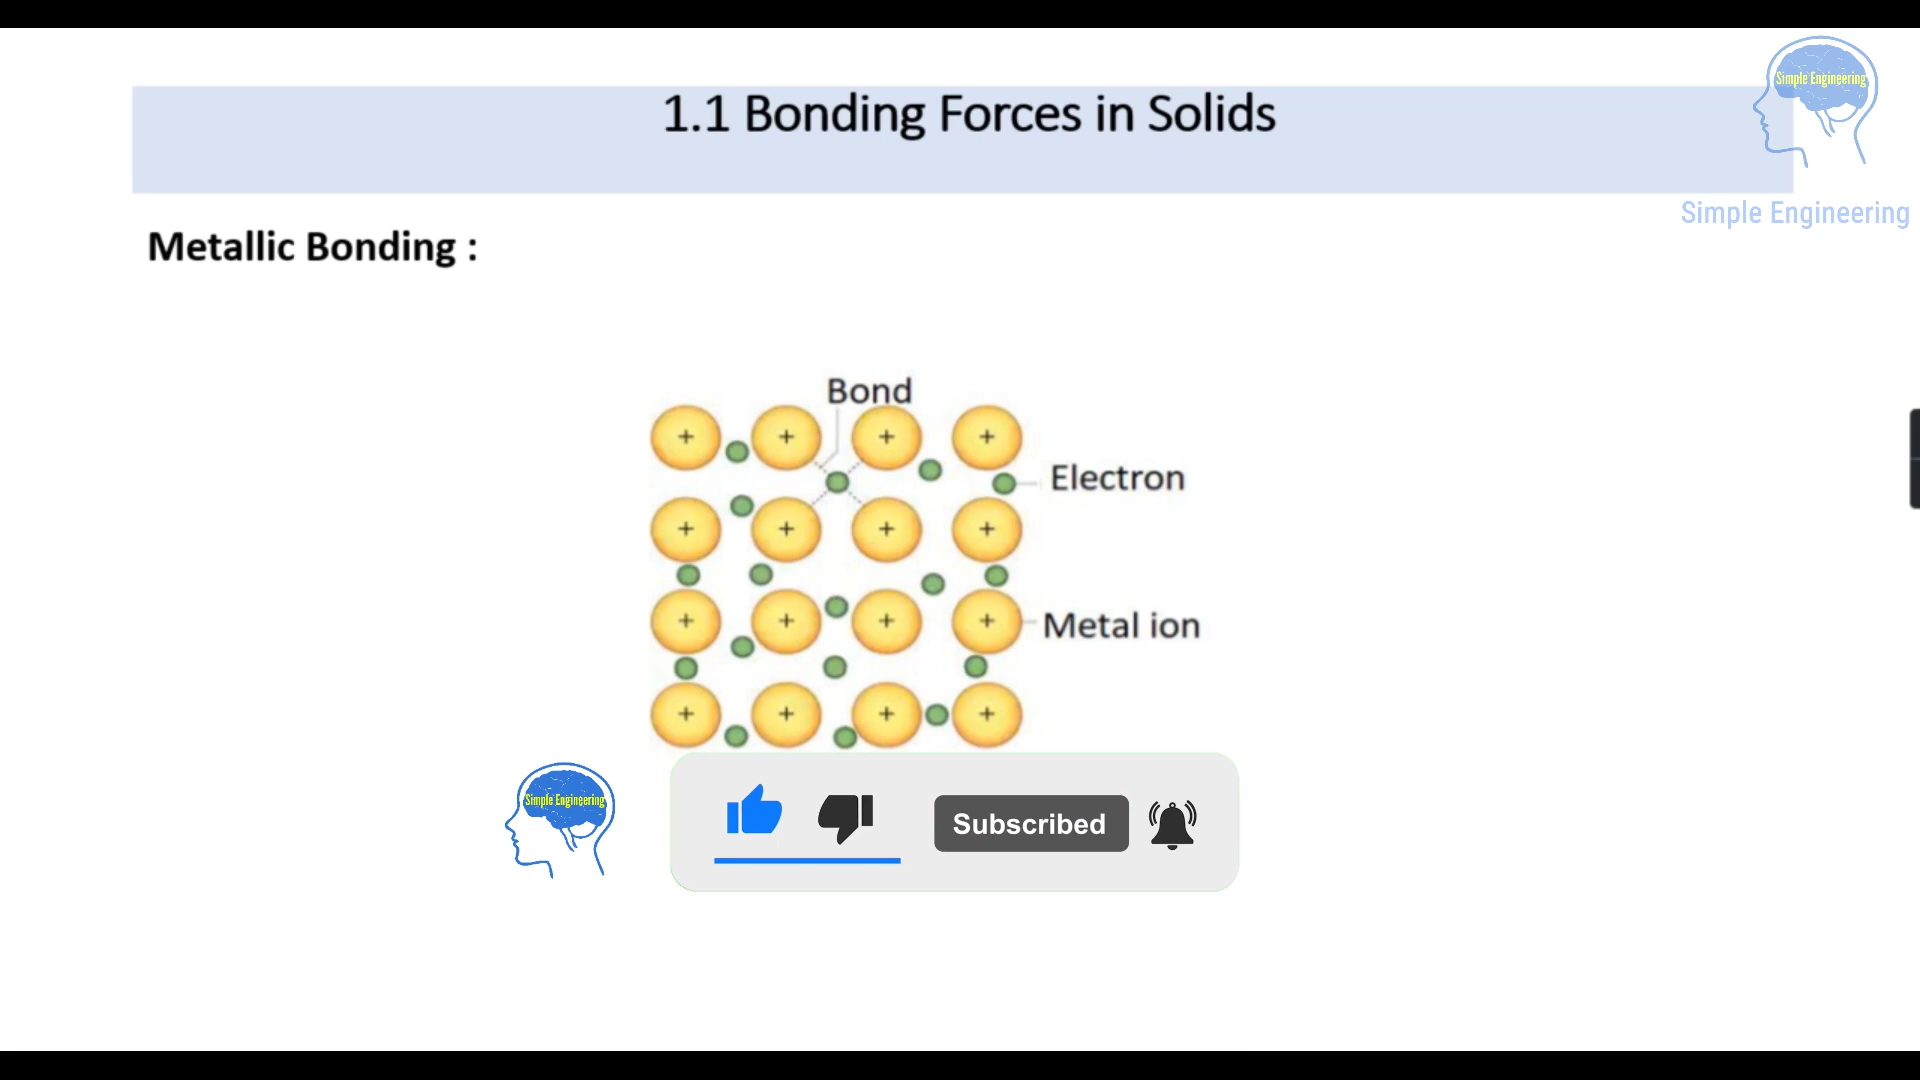 Simple Engineering
1.1 Bonding Forces in Solids
Simple Engineering
Metallic Bonding :
Bond
+ + + +
Electron
+ + + +
+ + + +
Metal ion
+ + + +
Simple Engineering
Subscribed